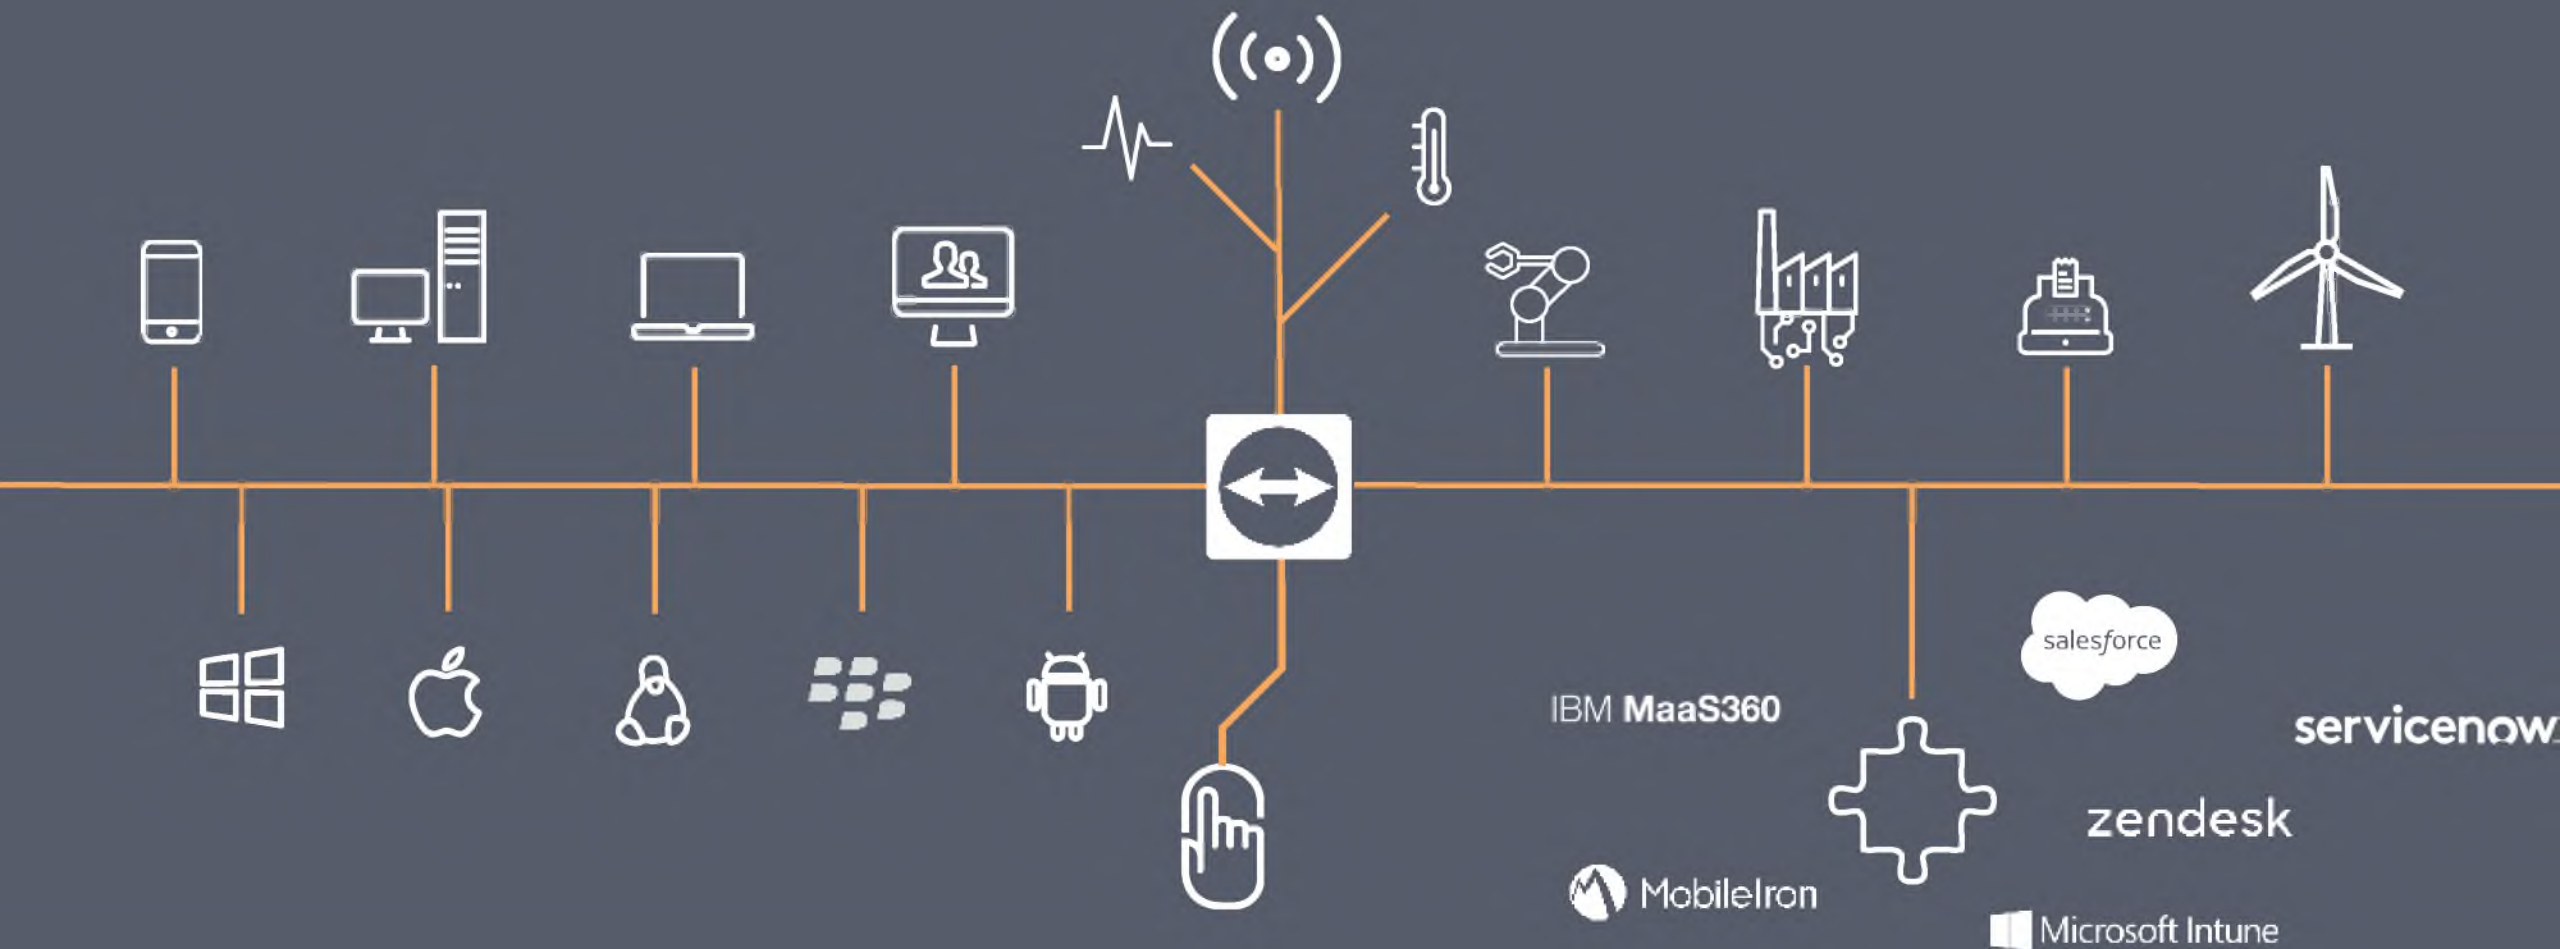 salesforce
IBM MaaS360
servicenow
zendesk
MobileIron
Microsoft Intune